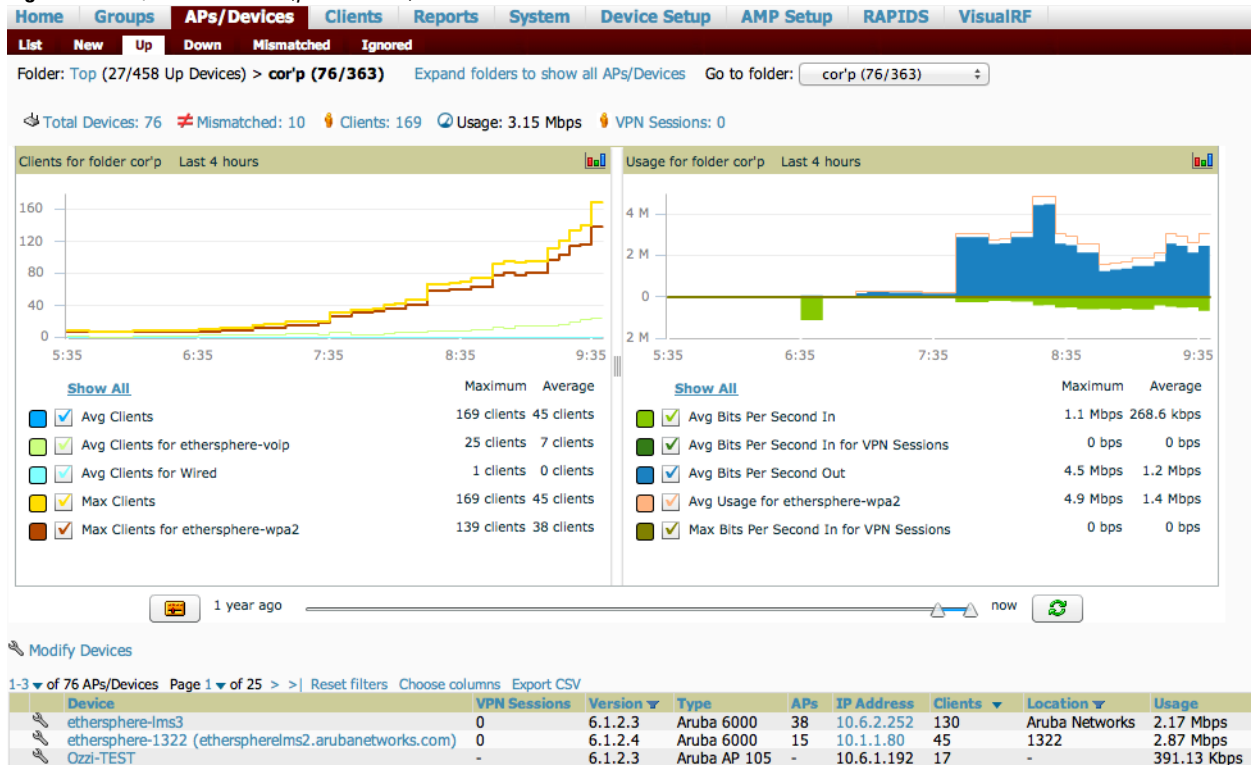 Home Groups APs/Devices Clients Reports System Device Setup AMP Setup RAPIDS VisualRF
List New Up Down Mismatched Ignored
Folder: Top (27/458 Up Devices) > cor'p (76/363) Expand folders to show all APs/Devices Go to folder: cor'p (76/363)
Total Devices: 76 Mismatched: 10 Clients: 169 Usage: 3.15 Mbps VPN Sessions: 0
Clients for folder cor'p Last 4 hours
160
120
80
40
0
5:35 6:35 7:35 8:35 9:35
Show All Maximum Average
Avg Clients 169 clients 45 clients
Avg Clients for ethersphere-voip 25 clients 7 clients
Avg Clients for Wired 1 clients 0 clients
Max Clients 169 clients 45 clients
Max Clients for ethersphere-wpa2 139 clients 38 clients
Usage for folder cor'p Last 4 hours
4 M
2 M
0
2 M
5:35 6:35 7:35 8:35 9:35
Show All Maximum Average
Avg Bits Per Second In 1.1 Mbps 268.6 kbps
Avg Bits Per Second In for VPN Sessions 0 bps 0 bps
Avg Bits Per Second Out 4.5 Mbps 1.2 Mbps
Avg Usage for ethersphere-wpa2 4.9 Mbps 1.4 Mbps
Max Bits Per Second In for VPN Sessions 0 bps 0 bps
1 year ago now
Modify Devices
1-3 of 76 APs/Devices Page 1 of 25 > >| Reset filters Choose columns Export CSV
Device VPN Sessions Version Type APs IP Address Clients Location Usage
ethersphere-lms3 0 6.1.2.3 Aruba 6000 38 10.6.2.252 130 Aruba Networks 2.17 Mbps
ethersphere-1322 (etherspherelms2.arubanetworks.com) 0 6.1.2.4 Aruba 6000 15 10.1.1.80 45 1322 2.87 Mbps
Ozzi-TEST - 6.1.2.3 Aruba AP 105 - 10.6.1.192 17 - 391.13 Kbps